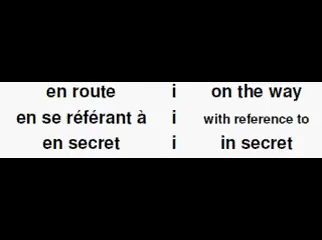 en route i on the way
en se référant à i with reference to
en secret i in secret